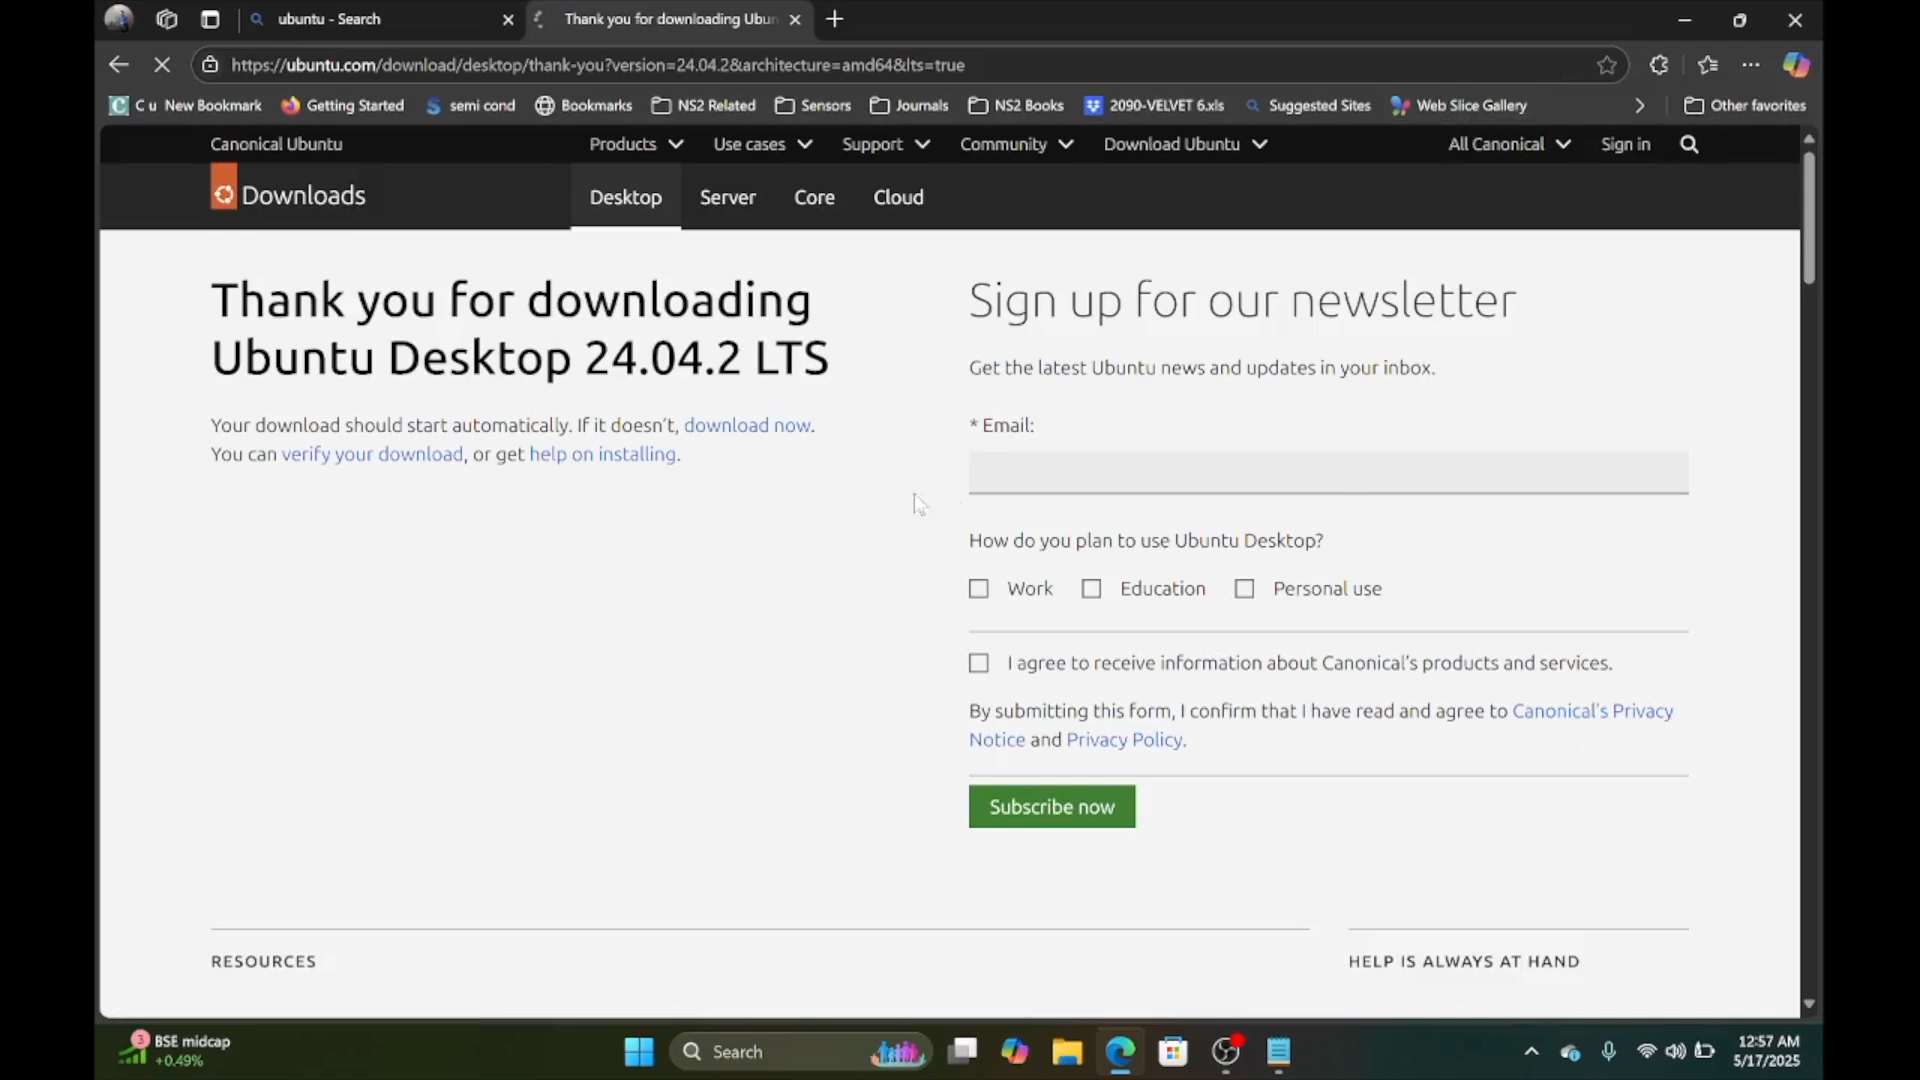 ubuntu - Search
Thank you for downloading Ubun
https://ubuntu.com/download/desktop/thank-you?version=24.04.2&architecture=amd64&lts=true
C u New Bookmark
Getting Started
semi cond
Bookmarks
NS2 Related
Sensors
Journals
NS2 Books
2090-VELVET 6.xls
Suggested Sites
Web Slice Gallery
Other favorites
Canonical Ubuntu
Products
Use cases
Support
Community
Download Ubuntu
All Canonical
Sign in
Downloads
Desktop
Server
Core
Cloud
Thank you for downloading
Ubuntu Desktop 24.04.2 LTS
Your download should start automatically. If it doesn't, download now.
You can verify your download, or get help on installing.
Sign up for our newsletter
Get the latest Ubuntu news and updates in your inbox.
* Email:
How do you plan to use Ubuntu Desktop?
Work
Education
Personal use
I agree to receive information about Canonical's products and services.
By submitting this form, I confirm that I have read and agree to Canonical's Privacy
Notice and Privacy Policy.
Subscribe now
RESOURCES
HELP IS ALWAYS AT HAND
3
BSE midcap
+0.49%
Search
12:57 AM
5/17/2025